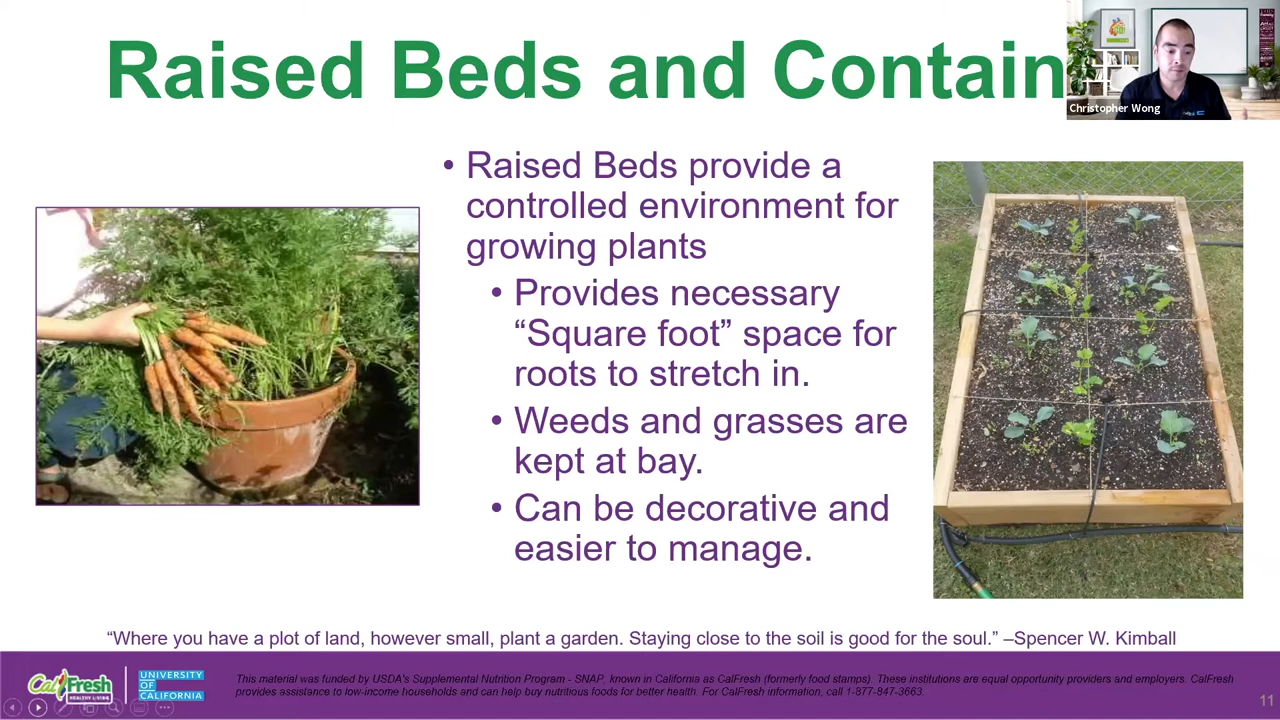 Raised Beds and Contain
Christopher Wong
• Raised Beds provide a
controlled environment for
growing plants
• Provides necessary
“Square foot” space for
roots to stretch in.
• Weeds and grasses are
kept at bay.
• Can be decorative and
easier to manage.
“Where you have a plot of land, however small, plant a garden. Staying close to the soil is good for the soul.” –Spencer W. Kimball
CalFresh
HEALTHY LIVING
UNIVERSITY
OF
CALIFORNIA
This material was funded by USDA's Supplemental Nutrition Program - SNAP, known in California as CalFresh (formerly food stamps). These institutions are equal opportunity providers and employers. CalFresh
provides assistance to low-income households and can help buy nutritious foods for better health. For CalFresh information, call 1-877-847-3663.
11